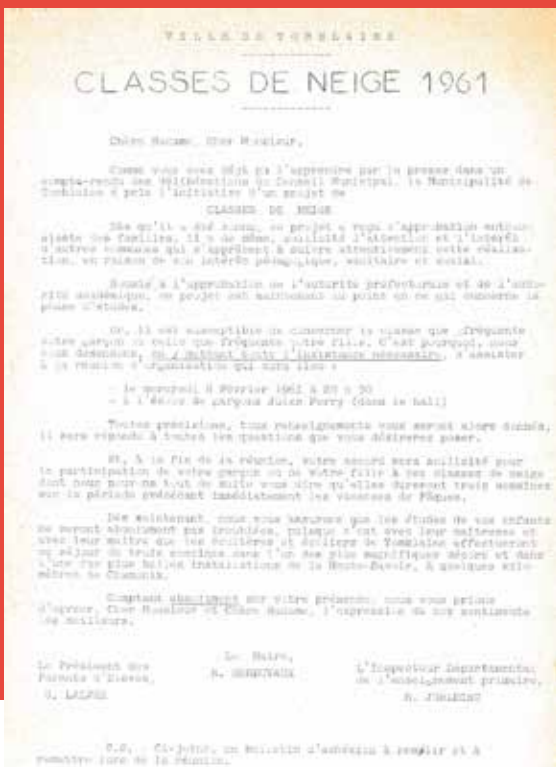 VILLE DE TOMBLAINE
CLASSES DE NEIGE 1961
Chère Madame, Cher Monsieur,
Comme vous avez déjà pu l'apprendre par la presse dans un
compte-rendu des délibérations du Conseil Municipal, la Municipalité de
Tomblaine a pris l'initiative d'un projet de
CLASSES DE NEIGE
Dès qu'il a été connu, ce projet a reçu l'approbation enthou-
siaste des familles, il a de même, suscité l'attention et l'intérêt
d'autres communes qui s'apprêtent à suivre attentivement cette réalisa-
tion, en raison de son intérêt pédagogique, sanitaire et social.
Soumis à l'approbation de l'autorité préfectorale et de l'auto-
rité académique, ce projet est maintenant au point en ce qui concerne la
phase d'études.
Or, il est susceptible de concerner la classe que fréquente
votre garçon ou celle que fréquente votre fille. C'est pourquoi, nous
vous demandons, en y mettant toute l'insistance nécessaire, d'assister
à la réunion d'organisation qui aura lieu :
- le mercredi 8 Février 1961 à 20 h 30
- à l'école de garçons Jules Ferry (dans le hall)
Toutes précisions, tous renseignements vous seront alors donnés,
il sera répondu à toutes les questions que vous désirerez poser.
Et, à la fin de la réunion, votre accord sera sollicité pour
la participation de votre garçon ou de votre fille à ces classes de neige
dont nous pouvons tout de suite vous dire qu'elles dureront trois semaines
sur la période précédant immédiatement les vacances de Pâques.
Dès maintenant, nous vous assurons que les études de vos enfants
ne seront absolument pas troublées, puisque c'est avec leur maîtresse et
avec leur maître que les écolières et écoliers de Tomblaine effectueront
un séjour de trois semaines dans l'un des plus magnifiques décors et dans
l'une des plus belles installations de la Haute-Savoie, à quelques kilo-
mètres de Chamonix.
Comptant absolument sur votre présence, nous vous prions
d'agréer, Cher Monsieur et Chère Madame, l'expression de nos sentiments
les meilleurs.
Le Président des
Parents d'Elèves,
Le Maire,
L'Inspecteur Départemental
de l'enseignement primaire,
P.S. - Ci-joint, un bulletin d'adhésion à remplir et à
remettre lors de la réunion.